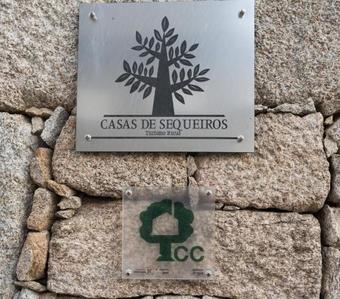 CASAS DE SEQUEIROS
Turismo Rural
CC